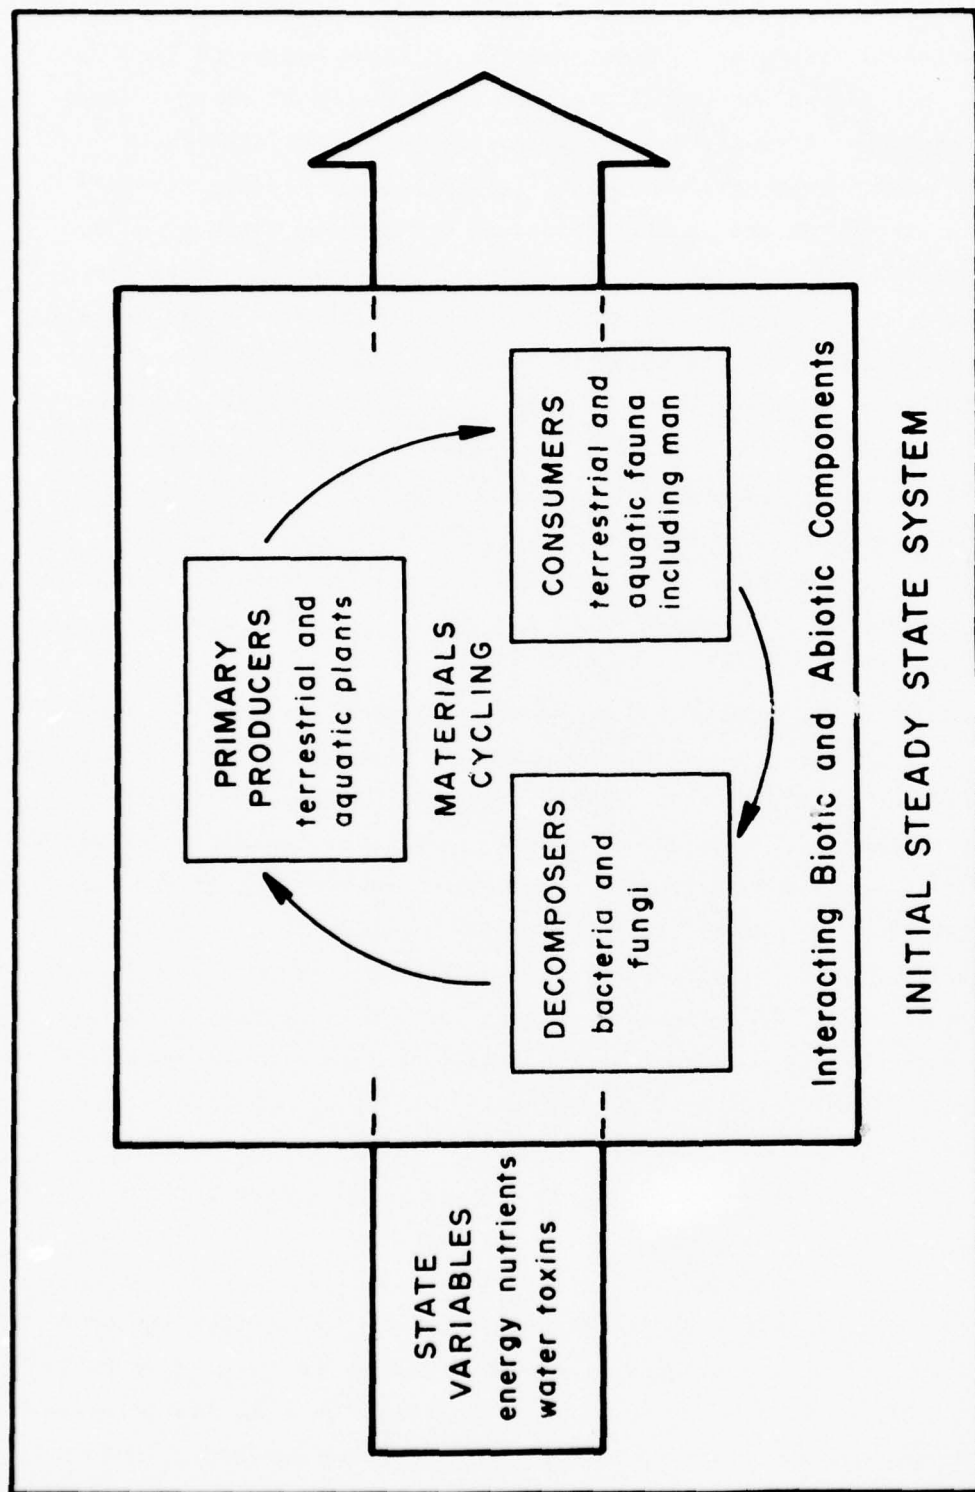 STATE
VARIABLES
energy nutrients
water toxins
PRIMARY
PRODUCERS
terrestrial and
aquatic plants
MATERIALS
CYCLING
DECOMPOSERS
bacteria and
fungi
CONSUMERS
terrestrial and
aquatic fauna
including man
Interacting Biotic and Abiotic Components
INITIAL STEADY STATE SYSTEM